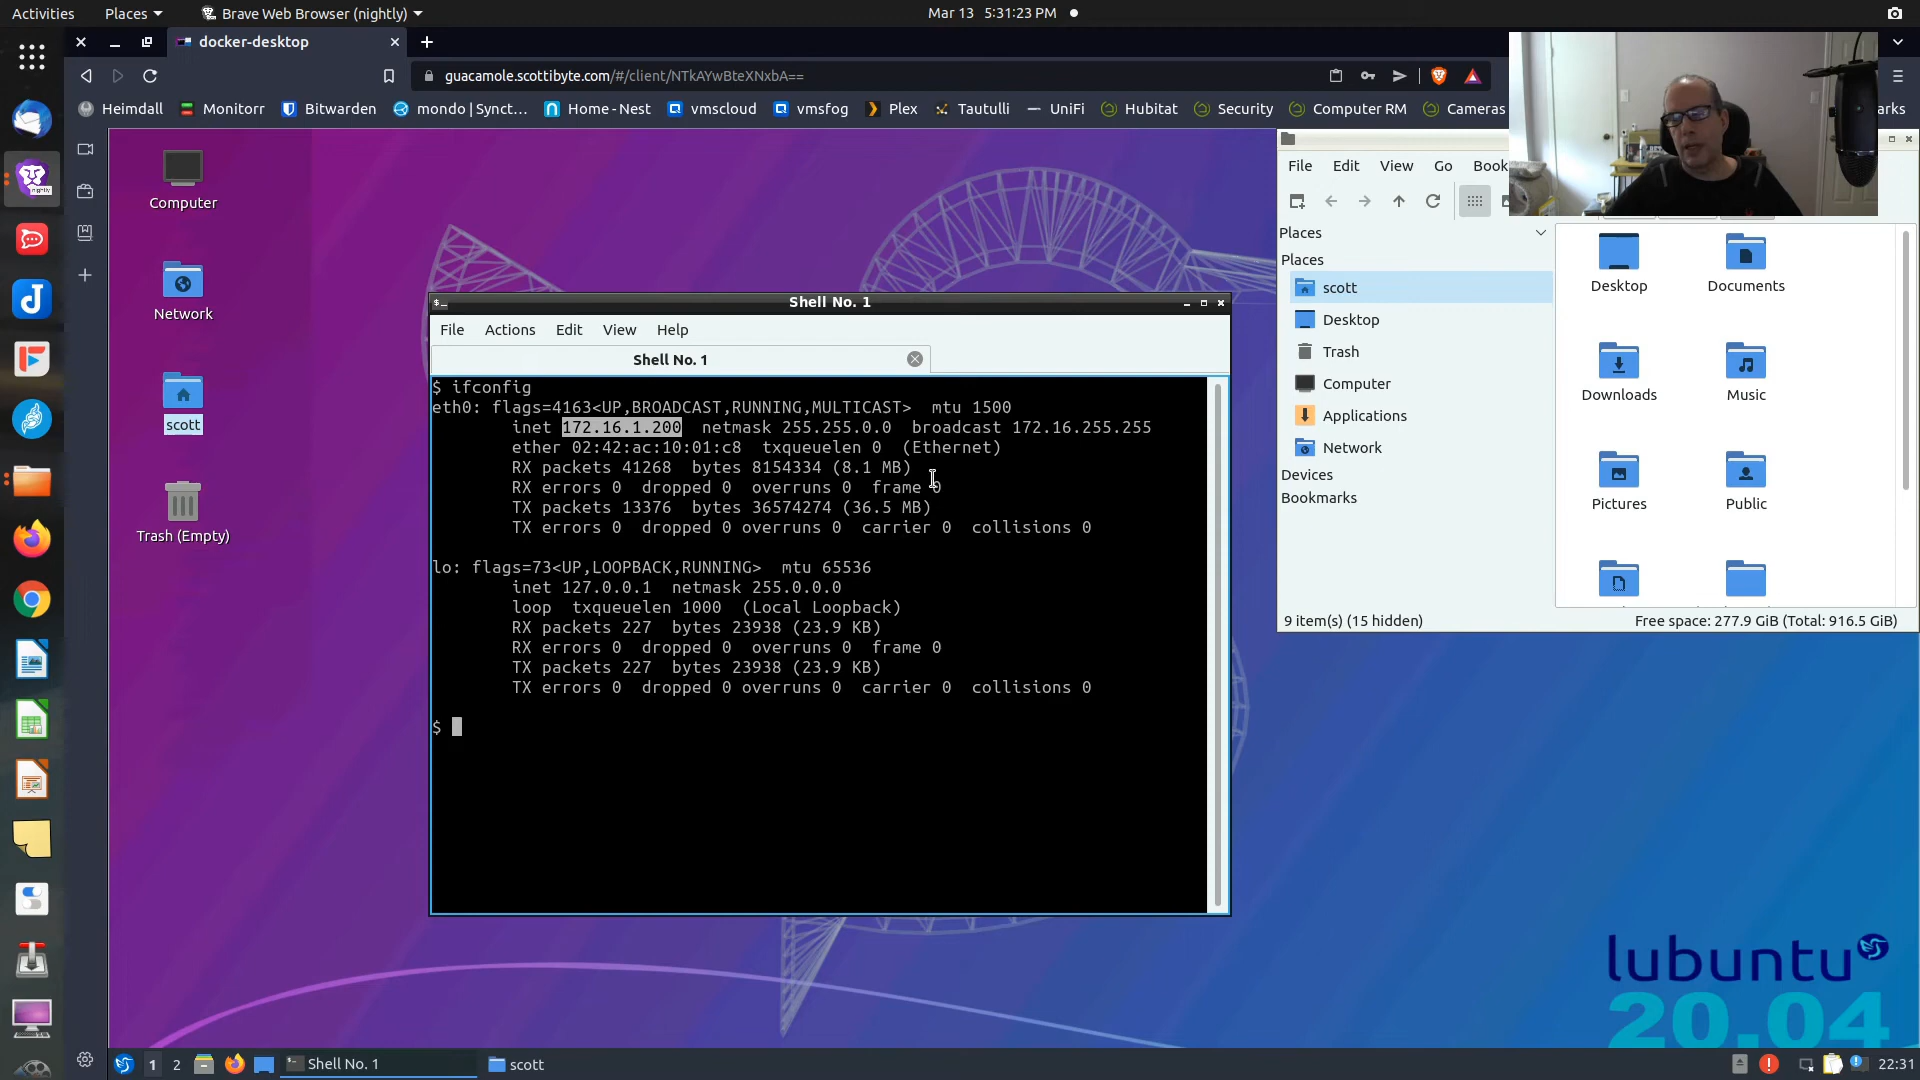 Activities
Places
Brave Web Browser (nightly)
Mar 13 5:31:23 PM
docker-desktop
guacamole.scottibyte.com/#/client/NTkAYwBteXNxbA==
Heimdall
Monitorr
Bitwarden
mondo | Synct...
Home - Nest
vmscloud
vmsfog
Plex
Tautulli
UniFi
Hubitat
Security
Computer RM
Cameras
arks
Computer
Network
scott
Trash (Empty)
Shell No. 1
File Actions Edit View Help
Shell No. 1
$ ifconfig
eth0: flags=4163<UP,BROADCAST,RUNNING,MULTICAST>  mtu 1500
inet 172.16.1.200  netmask 255.255.0.0  broadcast 172.16.255.255
ether 02:42:ac:10:01:c8  txqueuelen 0  (Ethernet)
RX packets 41268  bytes 8154334 (8.1 MB)
RX errors 0  dropped 0  overruns 0  frame 0
TX packets 13376  bytes 36574274 (36.5 MB)
TX errors 0  dropped 0 overruns 0  carrier 0  collisions 0
lo: flags=73<UP,LOOPBACK,RUNNING>  mtu 65536
inet 127.0.0.1  netmask 255.0.0.0
loop  txqueuelen 1000  (Local Loopback)
RX packets 227  bytes 23938 (23.9 KB)
RX errors 0  dropped 0  overruns 0  frame 0
TX packets 227  bytes 23938 (23.9 KB)
TX errors 0  dropped 0 overruns 0  carrier 0  collisions 0
$
File Edit View Go Book
Places
Places
scott
Desktop
Trash
Computer
Applications
Network
Devices
Bookmarks
Desktop
Documents
Downloads
Music
Pictures
Public
9 item(s) (15 hidden)
Free space: 277.9 GiB (Total: 916.5 GiB)
lubuntu
20.04
1
2
Shell No. 1
scott
22:31